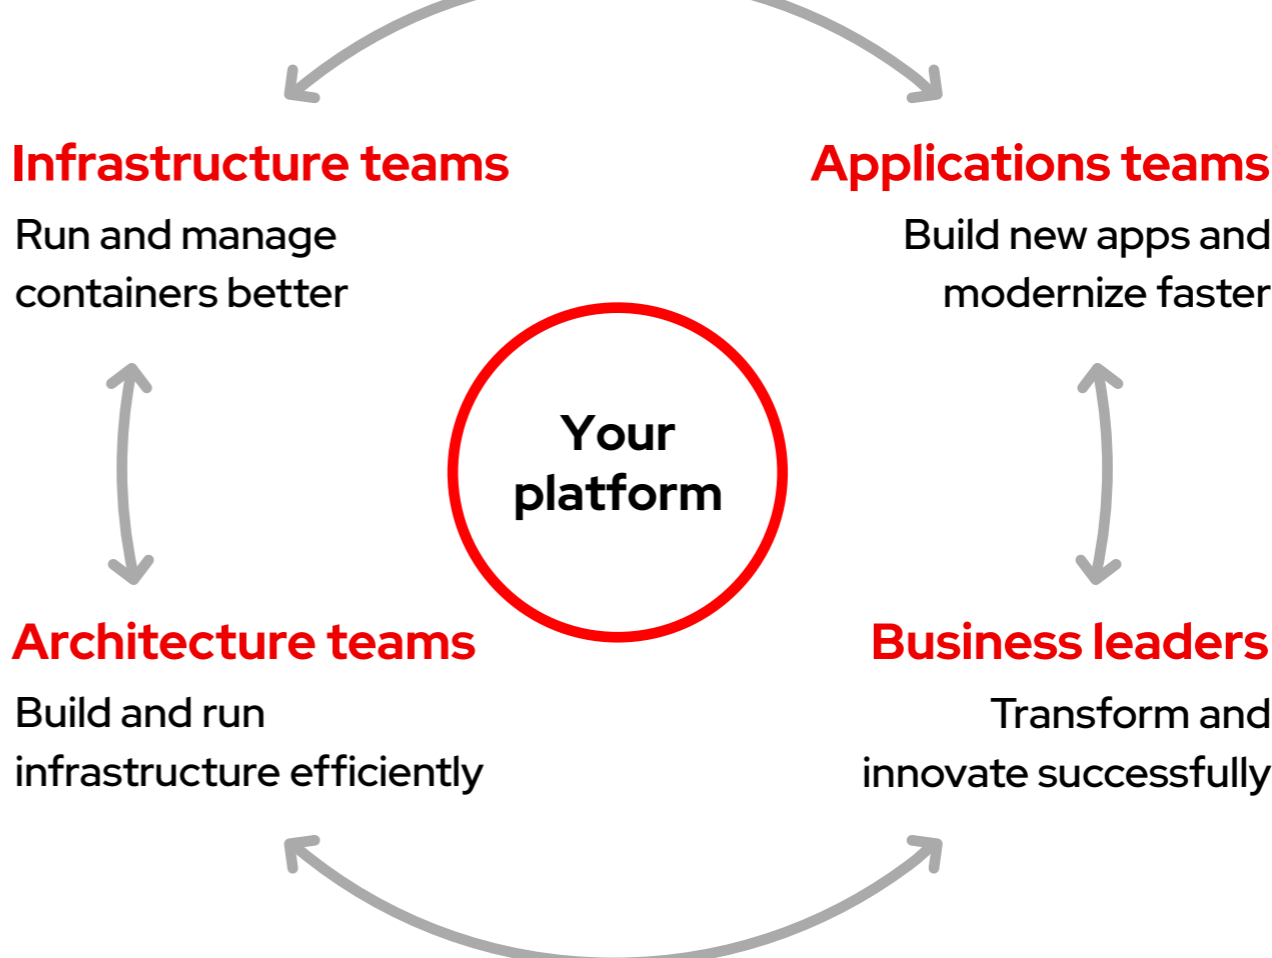 Infrastructure teams
Run and manage
containers better
Applications teams
Build new apps and
modernize faster
Your
platform
Architecture teams
Build and run
infrastructure efficiently
Business leaders
Transform and
innovate successfully